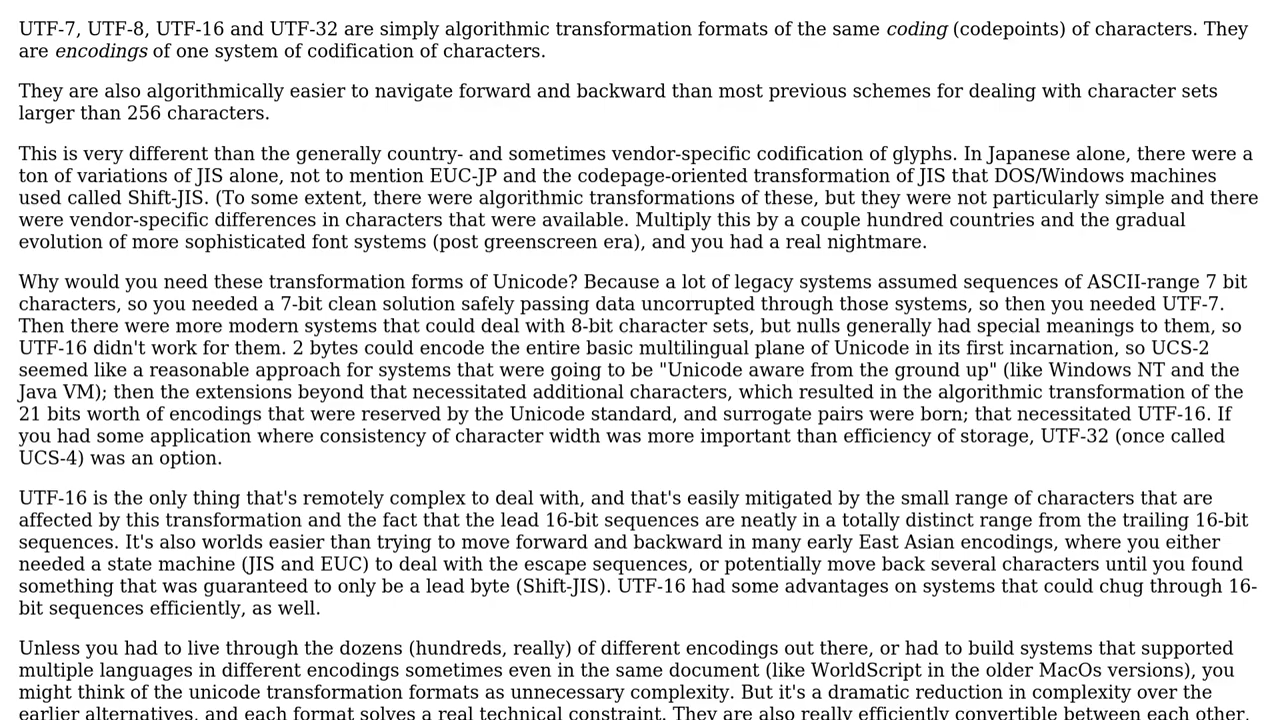 UTF-7, UTF-8, UTF-16 and UTF-32 are simply algorithmic transformation formats of the same coding (codepoints) of characters. They
are encodings of one system of codification of characters.
They are also algorithmically easier to navigate forward and backward than most previous schemes for dealing with character sets
larger than 256 characters.
This is very different than the generally country- and sometimes vendor-specific codification of glyphs. In Japanese alone, there were a
ton of variations of JIS alone, not to mention EUC-JP and the codepage-oriented transformation of JIS that DOS/Windows machines
used called Shift-JIS. (To some extent, there were algorithmic transformations of these, but they were not particularly simple and there
were vendor-specific differences in characters that were available. Multiply this by a couple hundred countries and the gradual
evolution of more sophisticated font systems (post greenscreen era), and you had a real nightmare.
Why would you need these transformation forms of Unicode? Because a lot of legacy systems assumed sequences of ASCII-range 7 bit
characters, so you needed a 7-bit clean solution safely passing data uncorrupted through those systems, so then you needed UTF-7.
Then there were more modern systems that could deal with 8-bit character sets, but nulls generally had special meanings to them, so
UTF-16 didn't work for them. 2 bytes could encode the entire basic multilingual plane of Unicode in its first incarnation, so UCS-2
seemed like a reasonable approach for systems that were going to be "Unicode aware from the ground up" (like Windows NT and the
Java VM); then the extensions beyond that necessitated additional characters, which resulted in the algorithmic transformation of the
21 bits worth of encodings that were reserved by the Unicode standard, and surrogate pairs were born; that necessitated UTF-16. If
you had some application where consistency of character width was more important than efficiency of storage, UTF-32 (once called
UCS-4) was an option.
UTF-16 is the only thing that's remotely complex to deal with, and that's easily mitigated by the small range of characters that are
affected by this transformation and the fact that the lead 16-bit sequences are neatly in a totally distinct range from the trailing 16-bit
sequences. It's also worlds easier than trying to move forward and backward in many early East Asian encodings, where you either
needed a state machine (JIS and EUC) to deal with the escape sequences, or potentially move back several characters until you found
something that was guaranteed to only be a lead byte (Shift-JIS). UTF-16 had some advantages on systems that could chug through 16-
bit sequences efficiently, as well.
Unless you had to live through the dozens (hundreds, really) of different encodings out there, or had to build systems that supported
multiple languages in different encodings sometimes even in the same document (like WorldScript in the older MacOs versions), you
might think of the unicode transformation formats as unnecessary complexity. But it's a dramatic reduction in complexity over the
earlier alternatives, and each format solves a real technical constraint. They are also really efficiently convertible between each other,